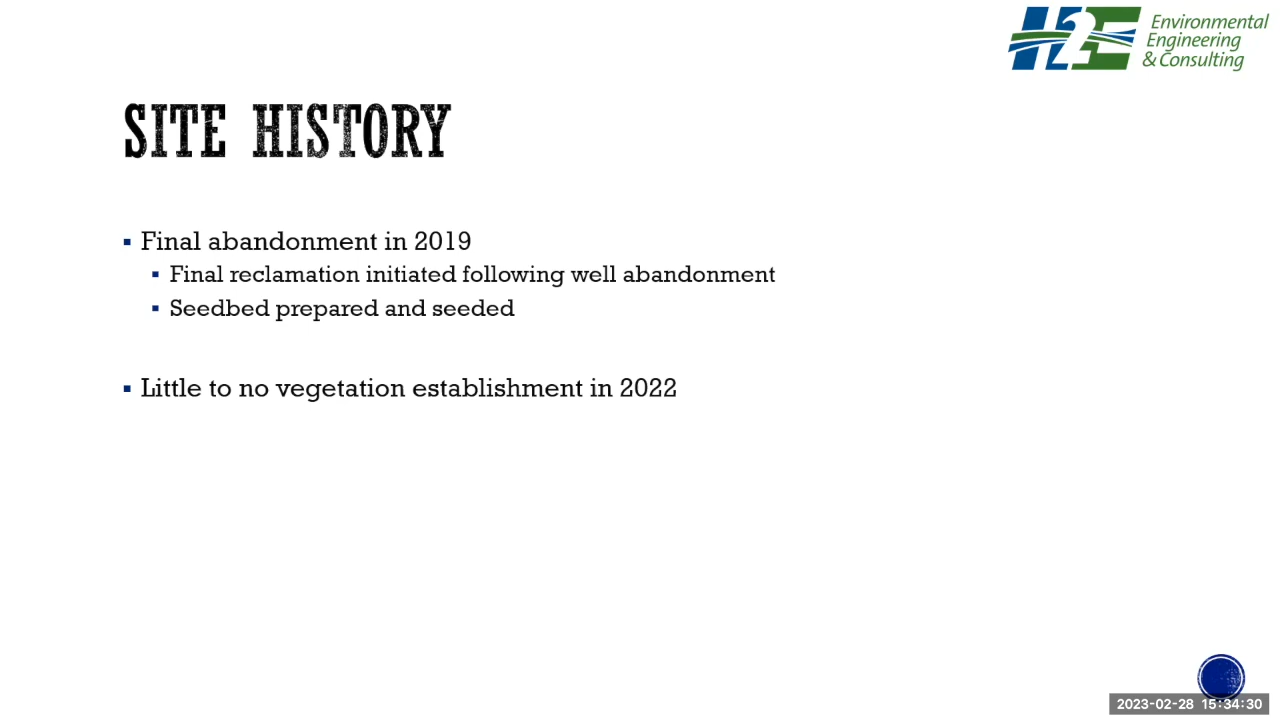 H2E Environmental
Engineering
& Consulting
SITE HISTORY
▪ Final abandonment in 2019
▪ Final reclamation initiated following well abandonment
▪ Seedbed prepared and seeded
▪ Little to no vegetation establishment in 2022
2023-02-28 15:34:30